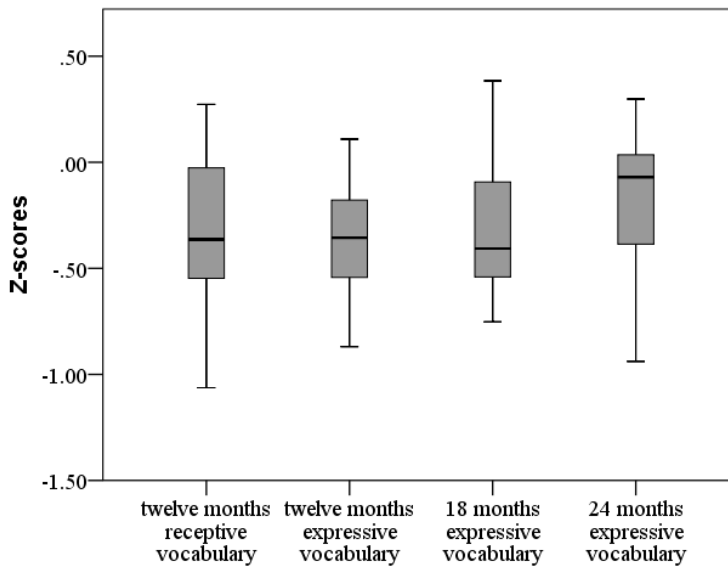 Z-scores
.50
.00
-.50
-1.00
-1.50
twelve months
receptive
vocabulary
twelve months
expressive
vocabulary
18 months
expressive
vocabulary
24 months
expressive
vocabulary